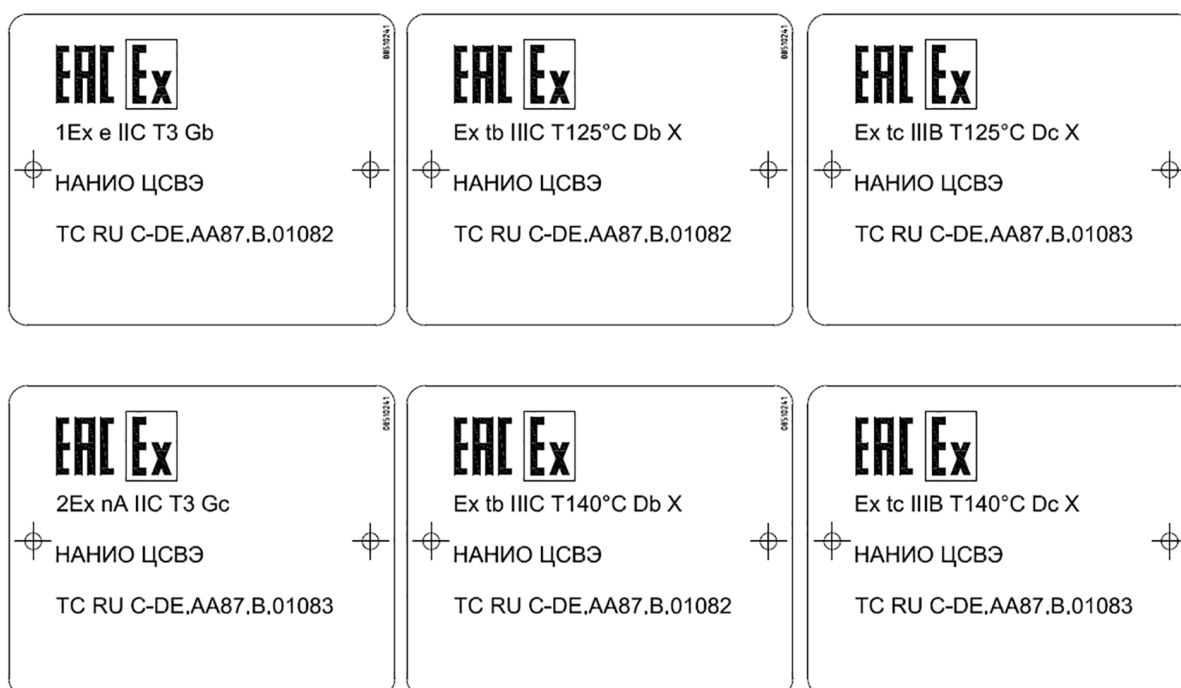 EAC Ex
08510241
1Ex e IIC T3 Gb
НАНИО ЦСВЭ
TC RU C-DE.AA87.B.01082
EAC Ex
08510241
Ex tb IIIC T125°C Db X
НАНИО ЦСВЭ
TC RU C-DE.AA87.B.01082
EAC Ex
Ex tc IIIB T125°C Dc X
НАНИО ЦСВЭ
TC RU C-DE.AA87.B.01083
EAC Ex
08510241
2Ex nA IIC T3 Gc
НАНИО ЦСВЭ
TC RU C-DE.AA87.B.01083
EAC Ex
08510241
Ex tb IIIC T140°C Db X
НАНИО ЦСВЭ
TC RU C-DE.AA87.B.01082
EAC Ex
Ex tc IIIB T140°C Dc X
НАНИО ЦСВЭ
TC RU C-DE.AA87.B.01083